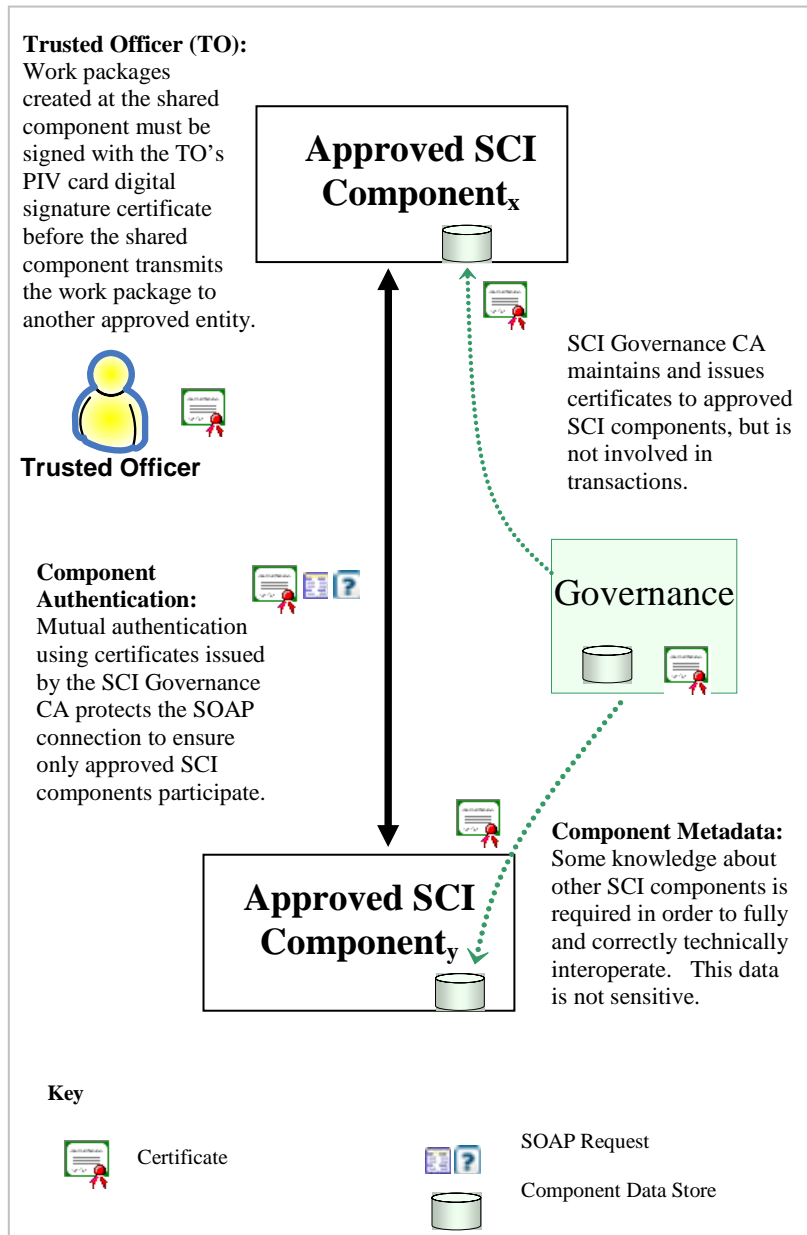 Trusted Officer (TO):
Work packages
created at the shared
component must be
signed with the TO's
PIV card digital
signature certificate
before the shared
component transmits
the work package to
another approved entity.
Trusted Officer
Approved SCI
Componentₓ
SCI Governance CA
maintains and issues
certificates to approved
SCI components, but is
not involved in
transactions.
Component
Authentication:
Mutual authentication
using certificates issued
by the SCI Governance
CA protects the SOAP
connection to ensure
only approved SCI
components participate.
Governance
Approved SCI
Componenty
Component Metadata:
Some knowledge about
other SCI components is
required in order to fully
and correctly technically
interoperate. This data
is not sensitive.
Key
Certificate
SOAP Request
Component Data Store